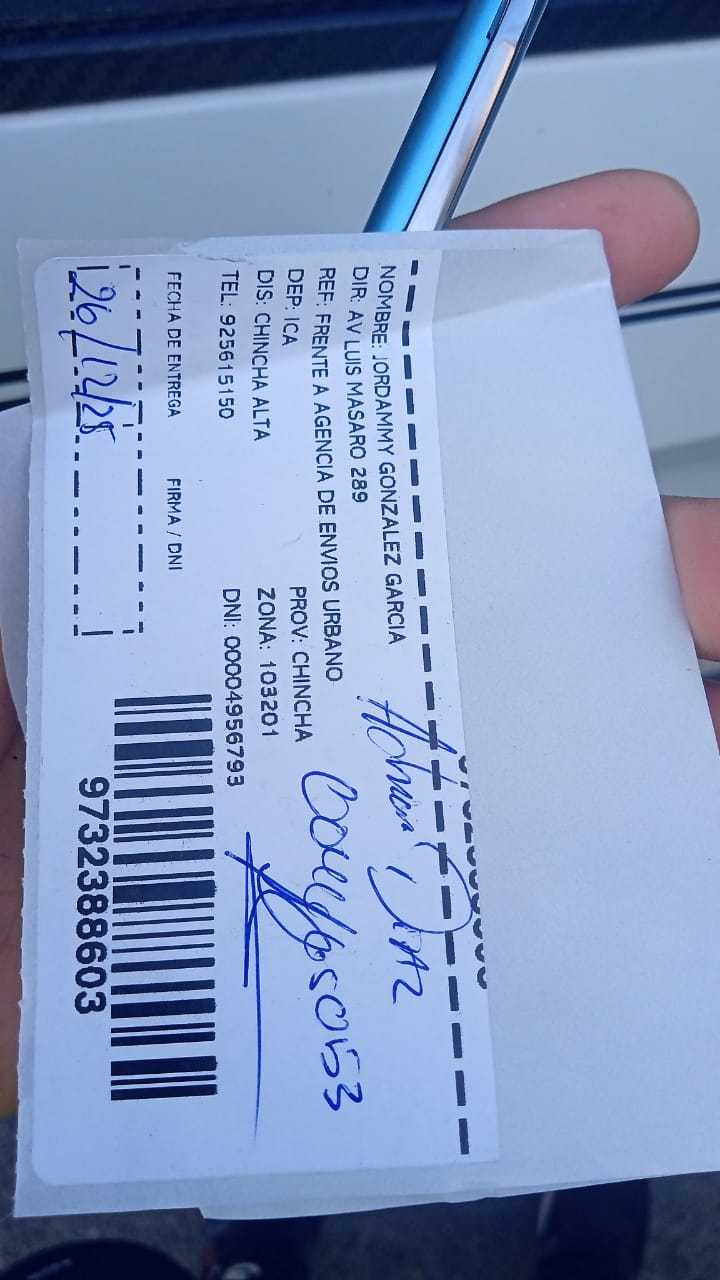 NOMBRE: JORDAMMY GONZALEZ GARCIA
DIR: AV LUIS MASARO 289
REF: FRENTE A AGENCIA DE ENVIOS URBANO
DEP: ICA PROV: CHINCHA
DIS: CHINCHA ALTA ZONA: 103201
TEL: 925615150 DNI: 00004956793
FECHA DE ENTREGA FIRMA / DNI
26/12/25
9732388603